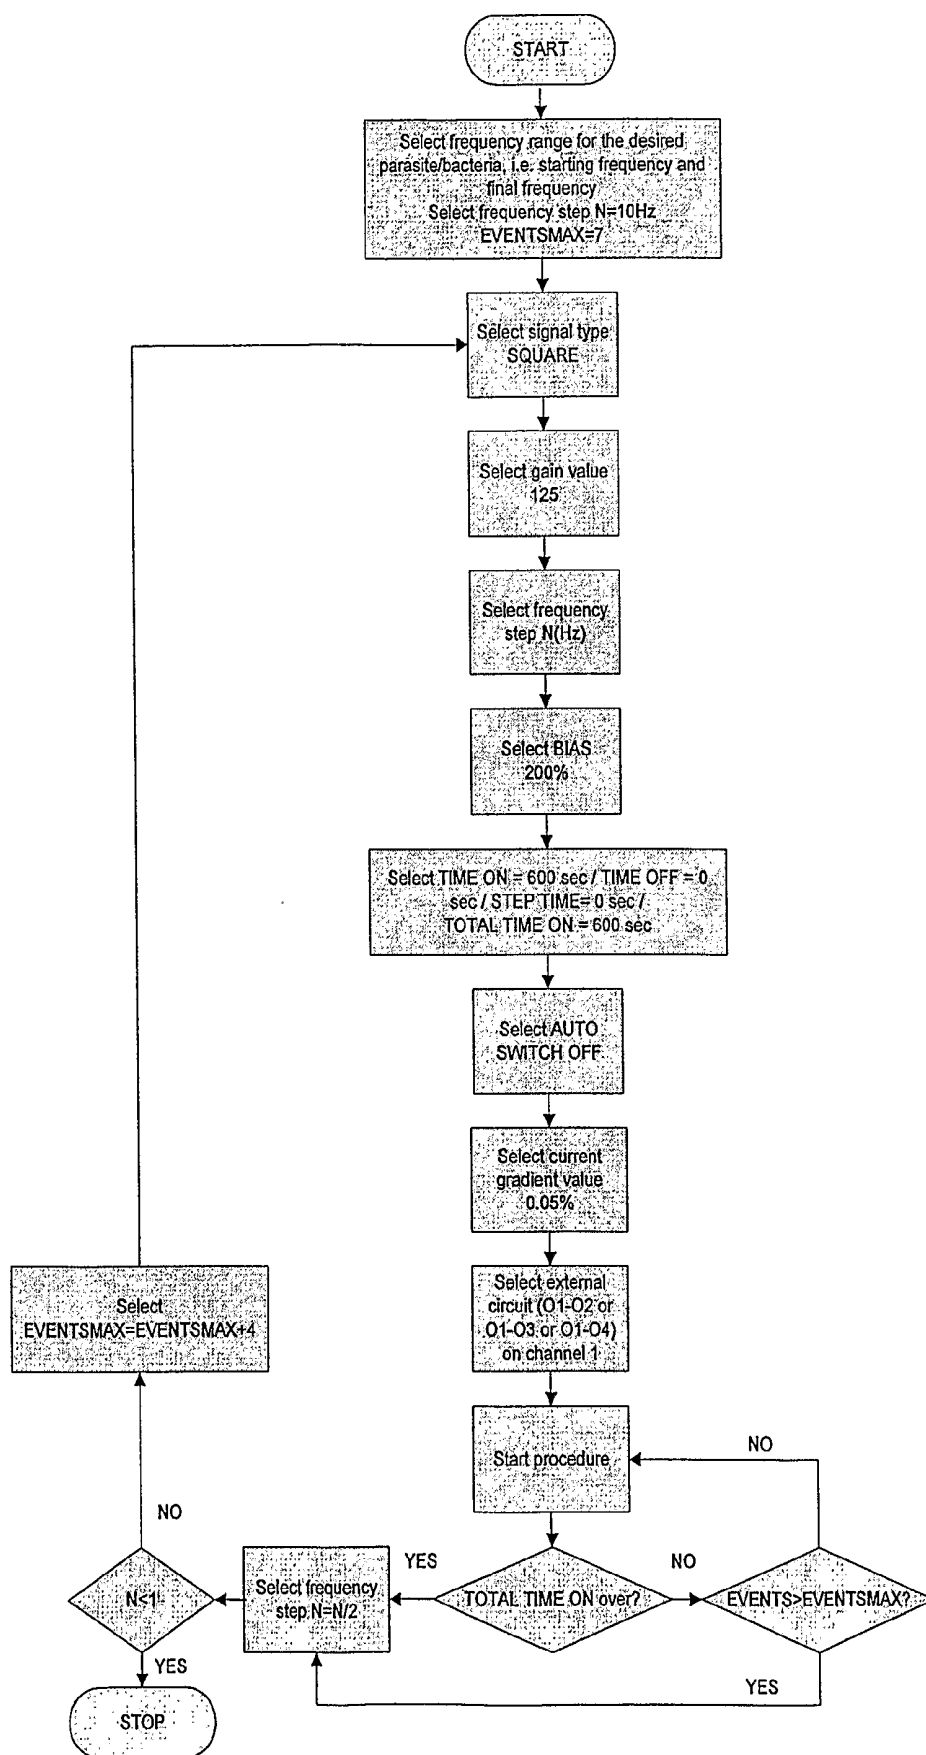 START
Select frequency range for the desired
parasite/bacteria, i.e. starting frequency and
final frequency
Select frequency step N=10Hz
EVENTSMAX=7
Select signal type
SQUARE
Select gain value
125
Select frequency
step N(Hz)
Select BIAS
200%
Select TIME ON = 600 sec / TIME OFF = 0
sec / STEP TIME= 0 sec /
TOTAL TIME ON = 600 sec
Select AUTO
SWITCH OFF
Select current
gradient value
0.05%
Select external
circuit (O1-O2 or
O1-O3 or O1-O4)
on channel 1
Select
EVENTSMAX=EVENTSMAX+4
Start procedure
NO
NO
YES
NO
N<1
Select frequency
step N=N/2
TOTAL TIME ON over?
EVENTS>EVENTSMAX?
YES
YES
STOP